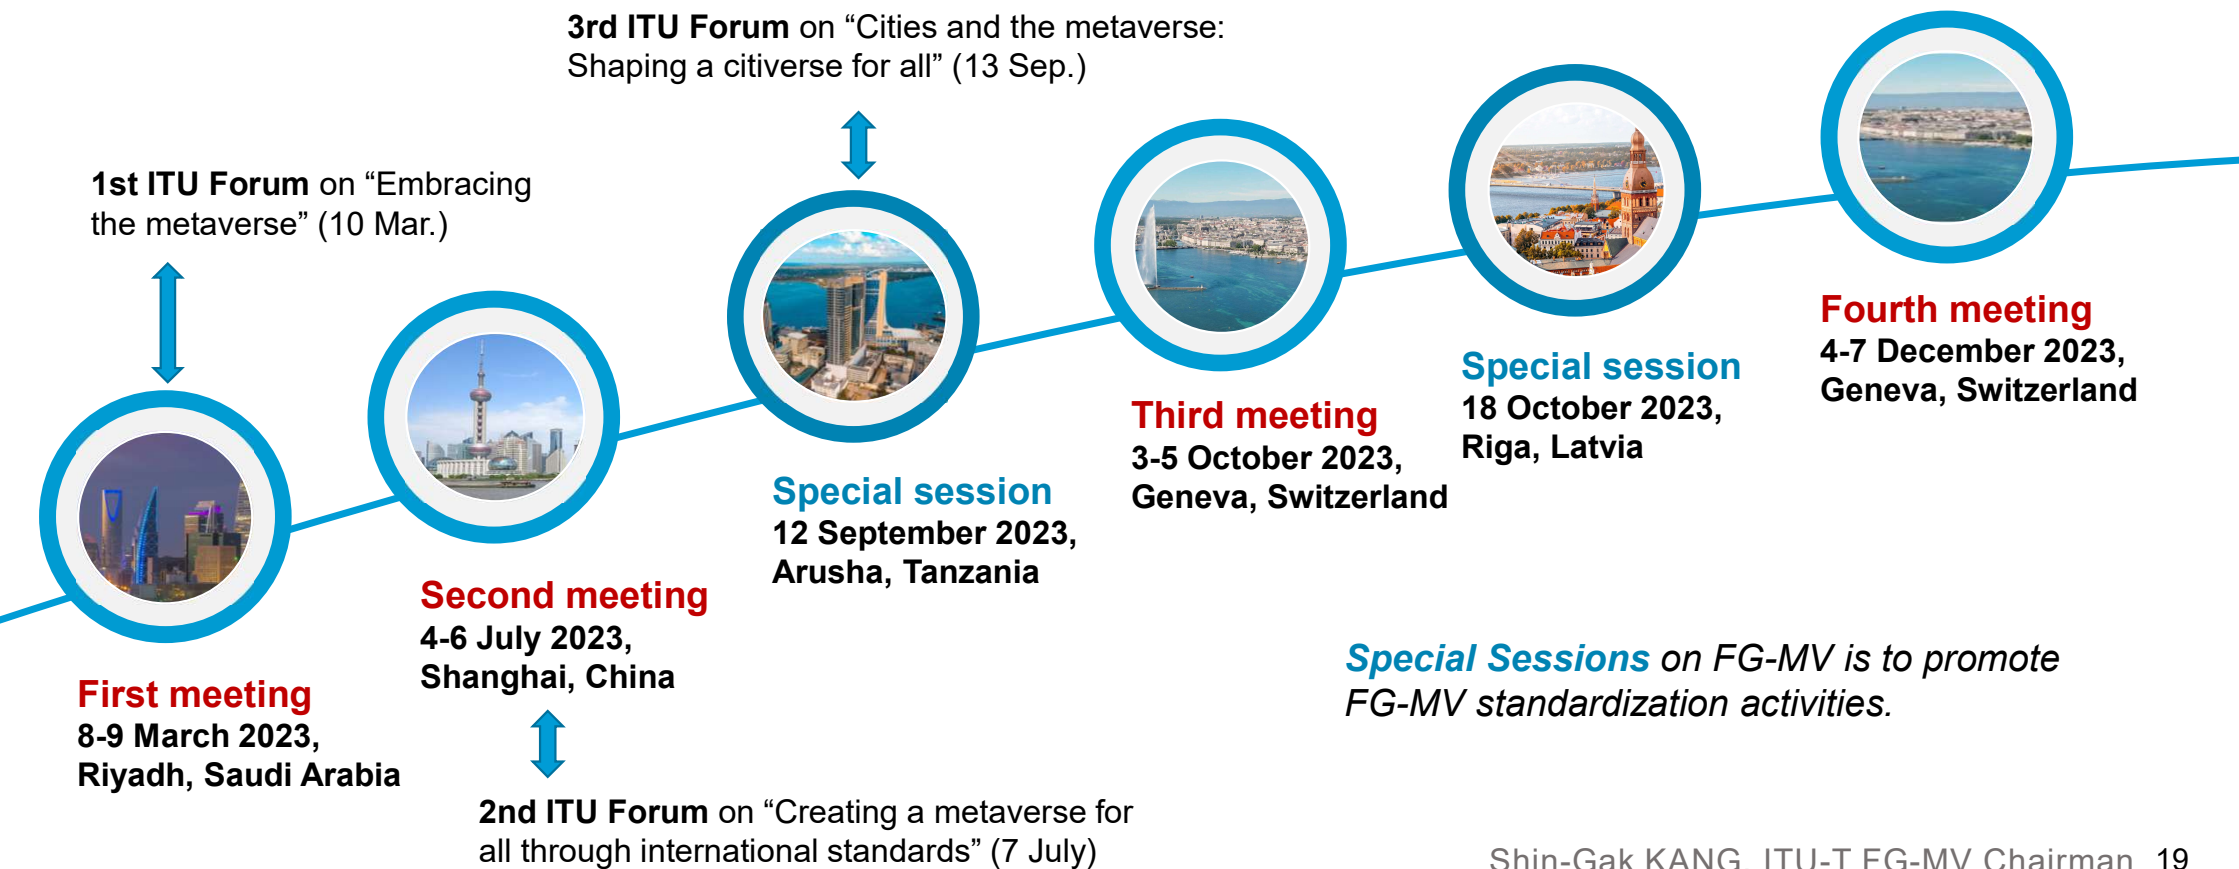 3rd ITU Forum on “Cities and the metaverse:
Shaping a citiverse for all” (13 Sep.)
1st ITU Forum on “Embracing
the metaverse” (10 Mar.)
First meeting
8-9 March 2023,
Riyadh, Saudi Arabia
Second meeting
4-6 July 2023,
Shanghai, China
2nd ITU Forum on “Creating a metaverse for
all through international standards” (7 July)
Special session
12 September 2023,
Arusha, Tanzania
Third meeting
3-5 October 2023,
Geneva, Switzerland
Special session
18 October 2023,
Riga, Latvia
Fourth meeting
4-7 December 2023,
Geneva, Switzerland
Special Sessions on FG-MV is to promote
FG-MV standardization activities.
Shin-Gak KANG, ITU-T FG-MV Chairman 19